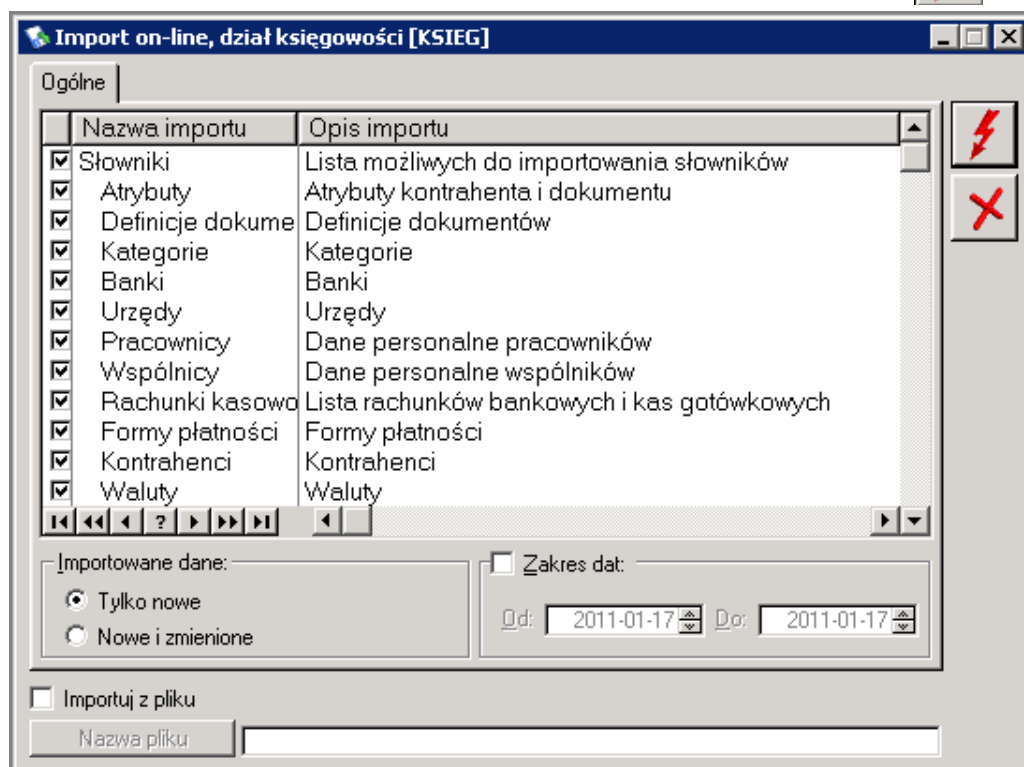 Import on-line, dział księgowości [KSIEG]
Ogólne
Nazwa importu Opis importu
Słowniki Lista możliwych do importowania słowników
Atrybuty Atrybuty kontrahenta i dokumentu
Definicje dokume Definicje dokumentów
Kategorie Kategorie
Banki Banki
Urzędy Urzędy
Pracownicy Dane personalne pracowników
Wspólnicy Dane personalne wspólników
Rachunki kasowo Lista rachunków bankowych i kas gotówkowych
Formy płatności Formy płatności
Kontrahenci Kontrahenci
Waluty Waluty
?
Importowane dane: Zakres dat:
Tylko nowe
Od: 2011-01-17 Do: 2011-01-17
Nowe i zmienione
Importuj z pliku
Nazwa pliku